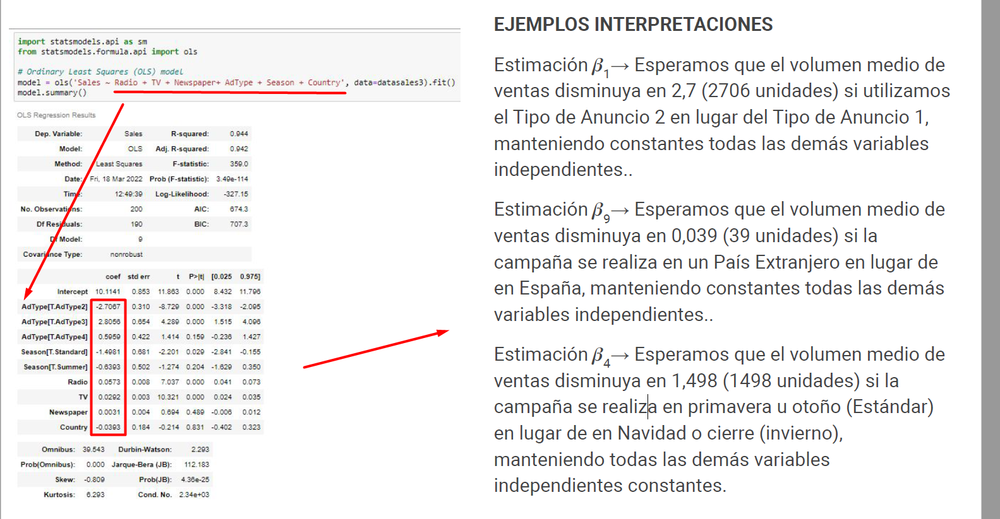 import statsmodels.api as sm
from statsmodels.formula.api import ols
# Ordinary Least Squares (OLS) model
model = ols('Sales ~ Radio + TV + Newspaper+ AdType + Season + Country', data=datasales3).fit()
model.summary()
OLS Regression Results
Dep. Variable: Sales R-squared: 0.944
Model: OLS Adj. R-squared: 0.942
Method: Least Squares F-statistic: 359.0
Date: Fri, 18 Mar 2022 Prob (F-statistic): 3.49e-114
Time: 12:49:39 Log-Likelihood: -327.15
No. Observations: 200 AIC: 674.3
Df Residuals: 190 BIC: 707.3
Df Model: 9
Covariance Type: nonrobust
coef std err t P>|t| [0.025 0.975]
Intercept 10.1141 0.853 11.863 0.000 8.432 11.796
AdType[T.AdType2] -2.7067 0.310 -8.729 0.000 -3.318 -2.095
AdType[T.AdType3] 2.8056 0.654 4.289 0.000 1.515 4.096
AdType[T.AdType4] 0.5959 0.422 1.414 0.159 -0.236 1.427
Season[T.Standard] -1.4981 0.681 -2.201 0.029 -2.841 -0.155
Season[T.Summer] -0.6393 0.502 -1.274 0.204 -1.629 0.350
Radio 0.0573 0.008 7.037 0.000 0.041 0.073
TV 0.0292 0.003 10.321 0.000 0.024 0.035
Newspaper 0.0031 0.004 0.694 0.489 -0.006 0.012
Country -0.0393 0.184 -0.214 0.831 -0.402 0.323
Omnibus: 39.543 Durbin-Watson: 2.293
Prob(Omnibus): 0.000 Jarque-Bera (JB): 112.183
Skew: -0.809 Prob(JB): 4.36e-25
Kurtosis: 6.293 Cond. No. 2.34e+03
EJEMPLOS INTERPRETACIONES
Estimación β1→ Esperamos que el volumen medio de
ventas disminuya en 2,7 (2706 unidades) si utilizamos
el Tipo de Anuncio 2 en lugar del Tipo de Anuncio 1,
manteniendo constantes todas las demás variables
independientes..
Estimación β9→ Esperamos que el volumen medio de
ventas disminuya en 0,039 (39 unidades) si la
campaña se realiza en un País Extranjero en lugar de
en España, manteniendo constantes todas las demás
variables independientes..
Estimación β4→ Esperamos que el volumen medio de
ventas disminuya en 1,498 (1498 unidades) si la
campaña se realiza en primavera u otoño (Estándar)
en lugar de en Navidad o cierre (invierno),
manteniendo todas las demás variables
independientes constantes.